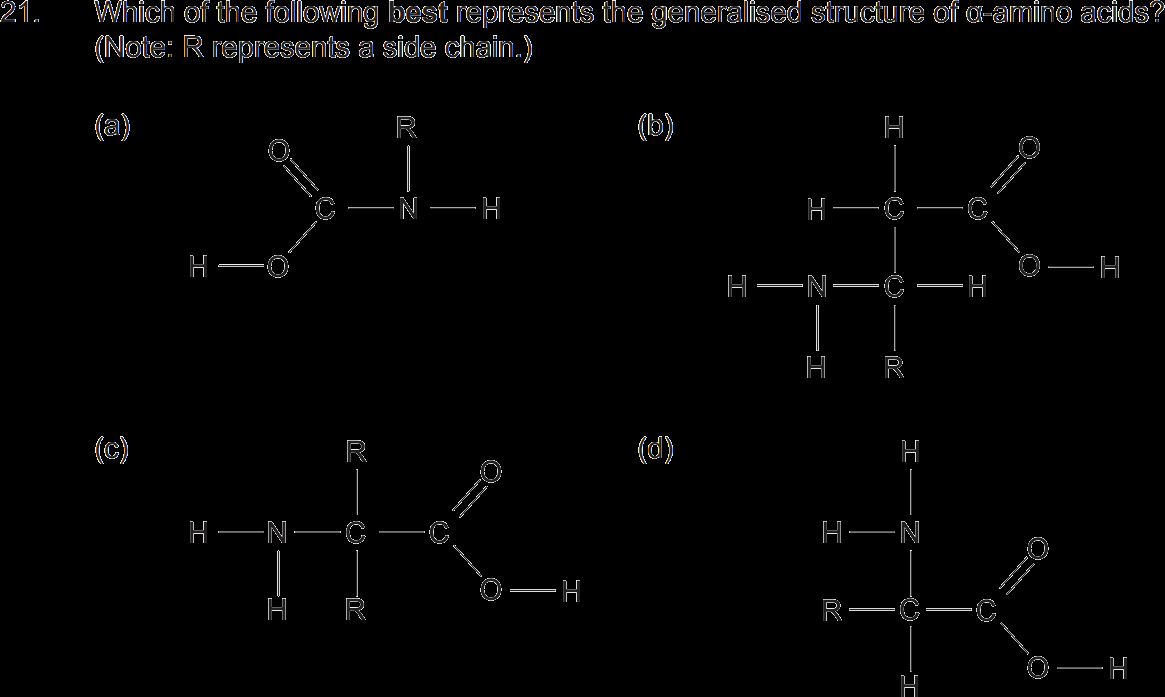 21. Which of the following best represents the generalised structure of α-amino acids?
(Note: R represents a side chain.)
(a)
R
O
C N H
H O
(b)
H
O
H C C
O H
H N C H
H R
(c)
R
O
H N C C
O H
H R
(d)
H
H N
O
R C C
O H
H